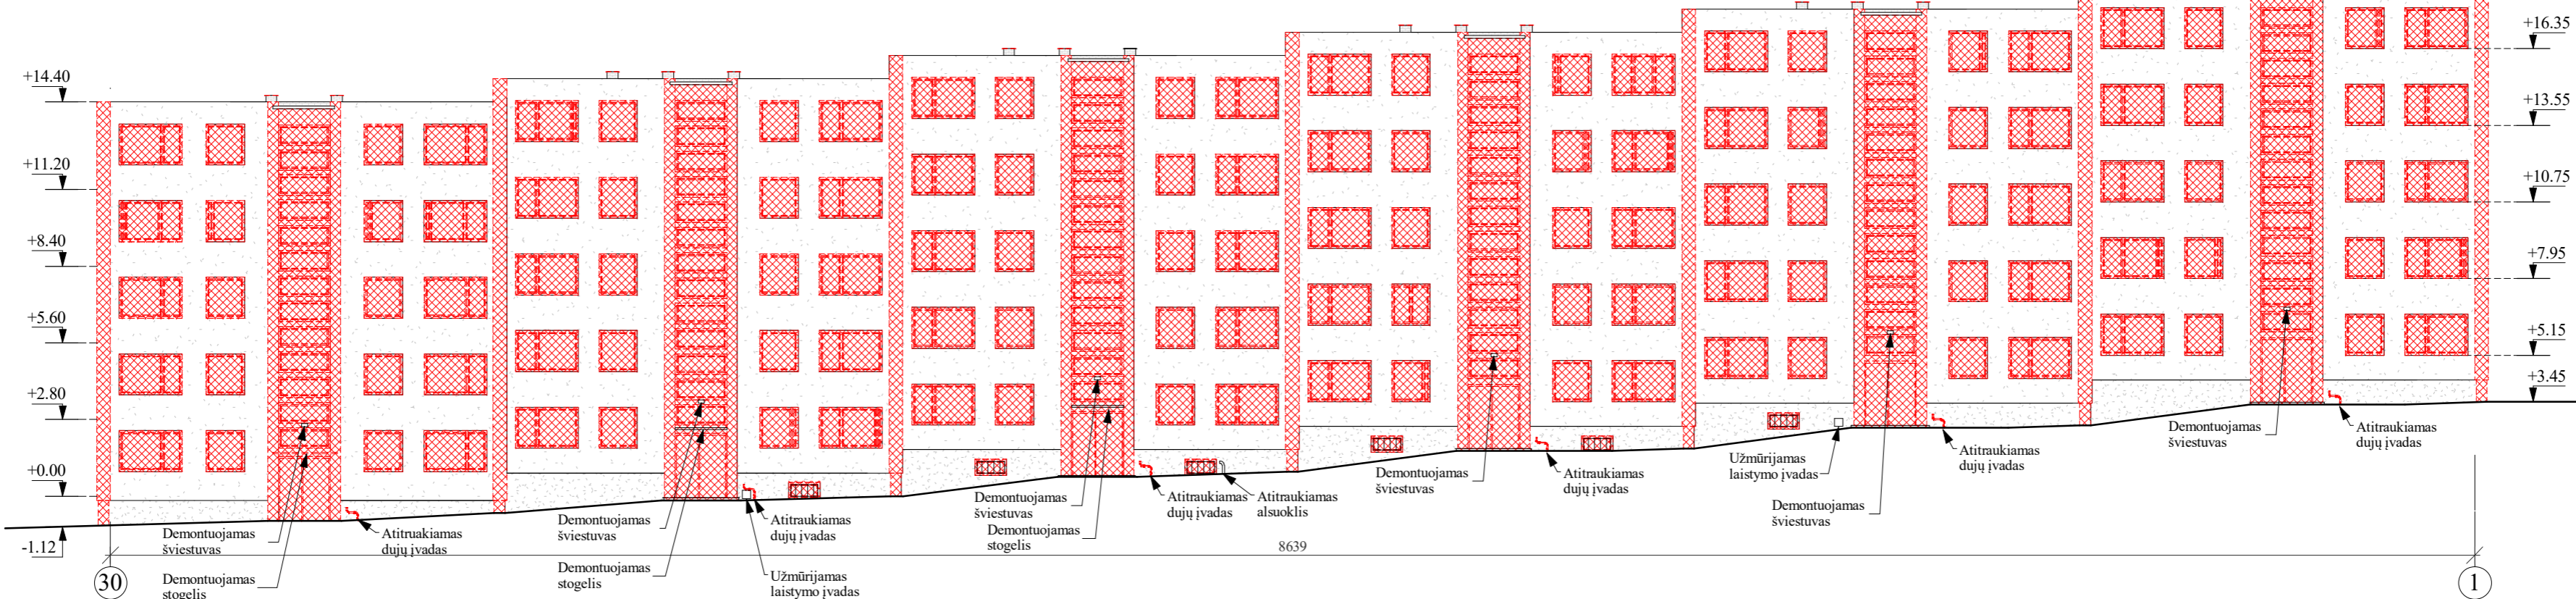 +14.40
+11.20
+8.40
+5.60
+2.80
+0.00
-1.12
+16.35
+13.55
+10.75
+7.95
+5.15
+3.45
Demontuojamas
šviestuvas
Demontuojamas
stogelis
Atitraukiamas
dujų įvadas
Demontuojamas
šviestuvas
Demontuojamas
stogelis
Atitraukiamas
dujų įvadas
Užmūrijamas
laistymo įvadas
Demontuojamas
šviestuvas
Demontuojamas
stogelis
Atitraukiamas
dujų įvadas
Atitraukiamas
alsuoklis
Demontuojamas
šviestuvas
Atitraukiamas
dujų įvadas
Užmūrijamas
laistymo įvadas
Demontuojamas
šviestuvas
Atitraukiamas
dujų įvadas
Demontuojamas
šviestuvas
Atitraukiamas
dujų įvadas
8639
30
1